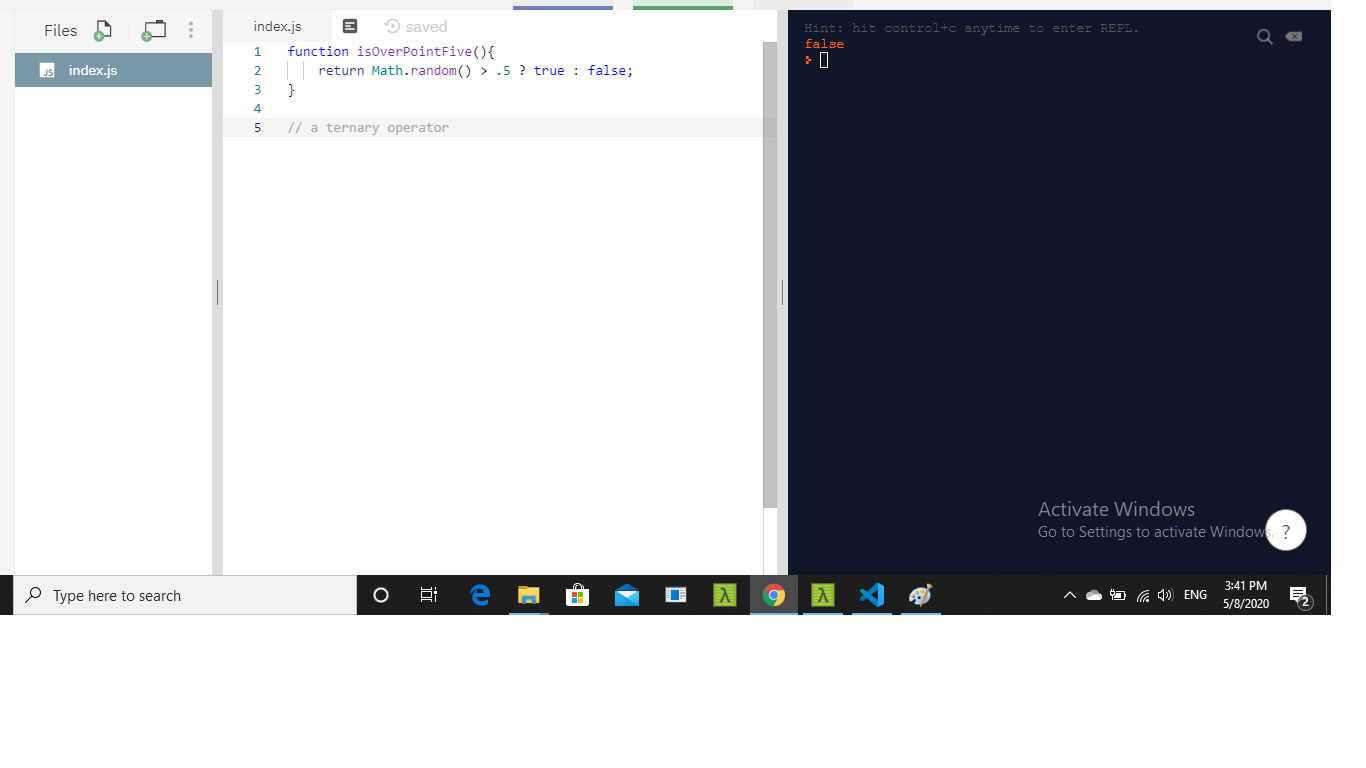 Files
index.js
index.js
saved
1 function isOverPointFive(){
2 return Math.random() > .5 ? true : false;
3 }
4
5 // a ternary operator
Hint: hit control+c anytime to enter REPL.
false
Activate Windows
Go to Settings to activate Windows.
?
Type here to search
ENG
3:41 PM
5/8/2020
2